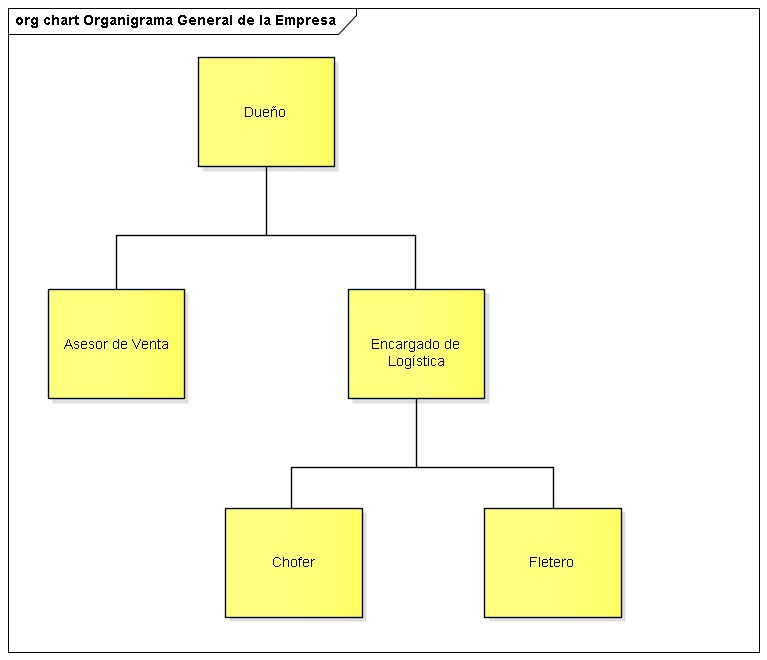 org chart Organigrama General de la Empresa
Dueño
Asesor de Venta
Encargado de
Logística
Chofer
Fletero